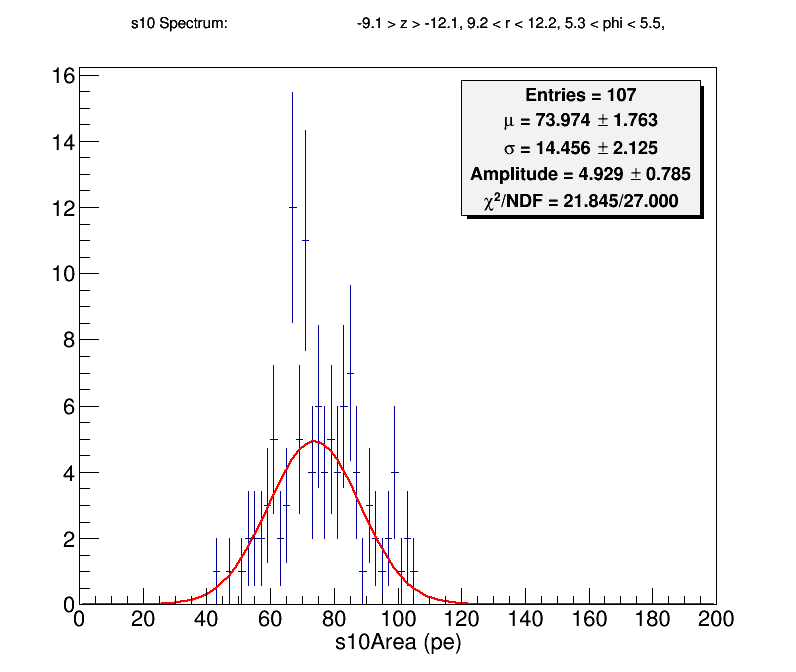 s10 Spectrum: -9.1 > z > -12.1, 9.2 < r < 12.2, 5.3 < phi < 5.5,
Entries = 107
μ = 73.974 ± 1.763
σ = 14.456 ± 2.125
Amplitude = 4.929 ± 0.785
χ²/NDF = 21.845/27.000
16
14
12
10
8
6
4
2
0
0 20 40 60 80 100 120 140 160 180 200
s10Area (pe)